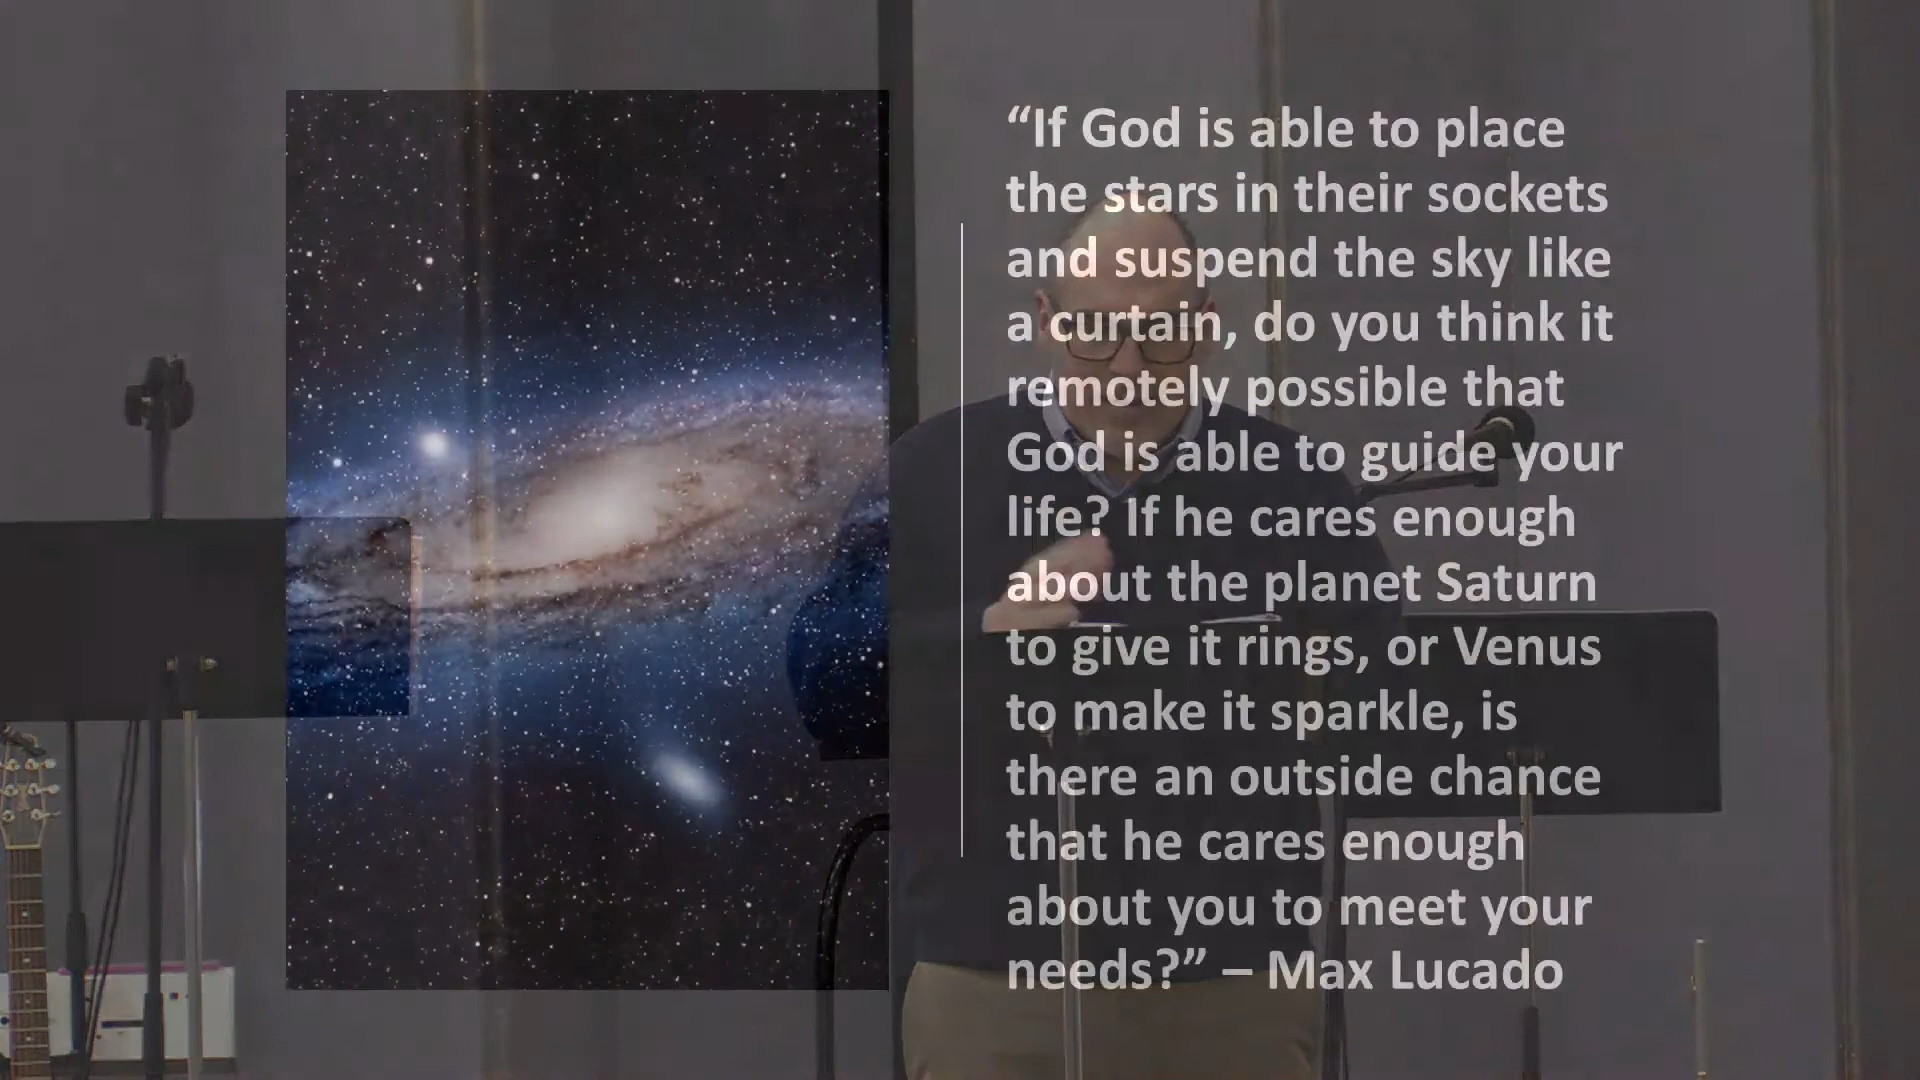 “If God is able to place
the stars in their sockets
and suspend the sky like
a curtain, do you think it
remotely possible that
God is able to guide your
life? If he cares enough
about the planet Saturn
to give it rings, or Venus
to make it sparkle, is
there an outside chance
that he cares enough
about you to meet your
needs?” – Max Lucado